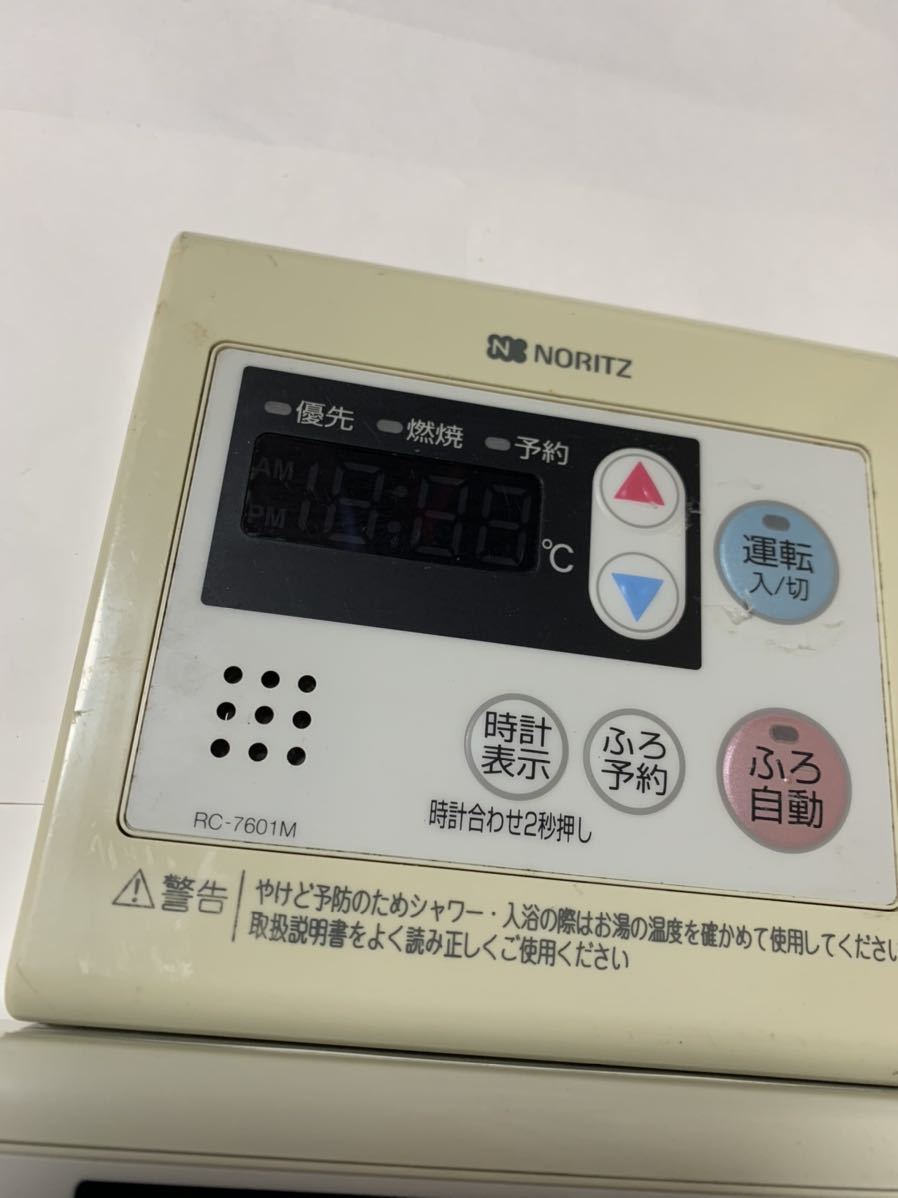 NORITZ
優先 燃焼 予約
AM
PM
18:88
℃
運転
入/切
時計
表示
ふろ
予約
ふろ
自動
時計合わせ2秒押し
RC-7601M
警告
やけど予防のためシャワー・入浴の際はお湯の温度を確かめて使用してください
取扱説明書をよく読み正しくご使用ください